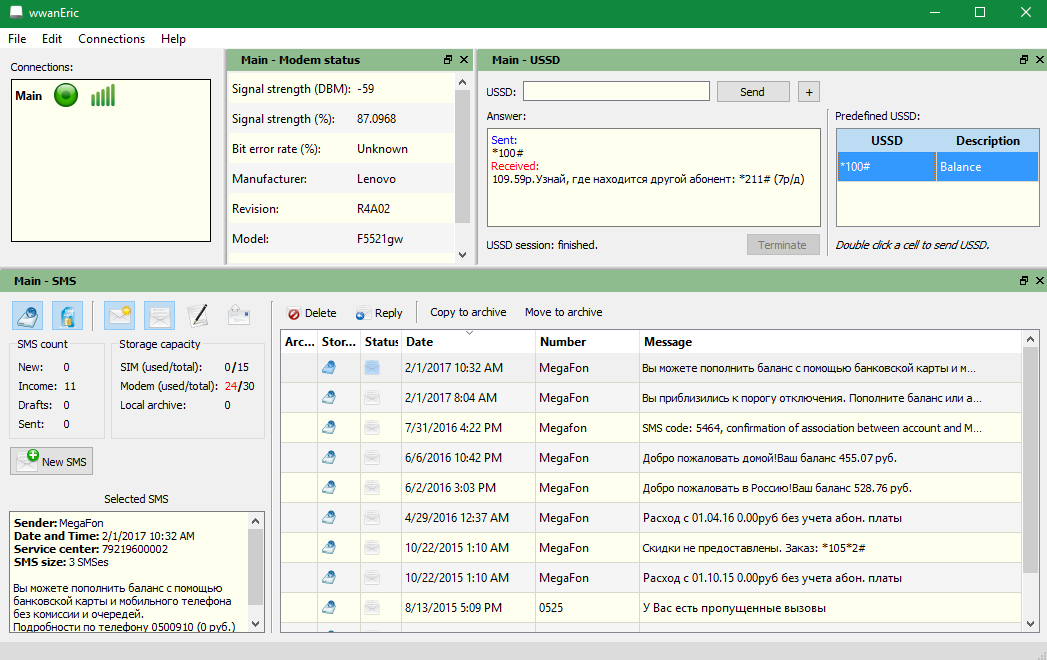 wwanEric
File Edit Connections Help
Connections:
Main
Main - Modem status
Signal strength (DBM): -59
Signal strength (%): 87.0968
Bit error rate (%): Unknown
Manufacturer: Lenovo
Revision: R4A02
Model: F5521gw
Main - USSD
USSD: Send +
Answer:
Sent:
*100#
Received:
109.59р.Узнай, где находится другой абонент: *211# (7р/д)
USSD session: finished. Terminate
Predefined USSD:
USSD Description
*100# Balance
Double click a cell to send USSD.
Main - SMS
SMS count
New: 0
Income: 11
Drafts: 0
Sent: 0
Storage capacity
SIM (used/total): 0/15
Modem (used/total): 24/30
Local archive: 0
New SMS
Selected SMS
Sender: MegaFon
Date and Time: 2/1/2017 10:32 AM
Service center: 79219600002
SMS size: 3 SMSes
Вы можете пополнить баланс с помощью
банковской карты и мобильного телефона
без комиссии и очередей.
Подробности по телефону 0500910 (0 руб.)
Delete Reply Copy to archive Move to archive
Arc... Stor... Status Date Number Message
2/1/2017 10:32 AM MegaFon Вы можете пополнить баланс с помощью банковской карты и м...
2/1/2017 8:04 AM MegaFon Вы приблизились к порогу отключения. Пополните баланс или а...
7/31/2016 4:22 PM Megafon SMS code: 5464, confirmation of association between account and M...
6/6/2016 10:42 PM MegaFon Добро пожаловать домой!Ваш баланс 455.07 руб.
6/2/2016 3:03 PM MegaFon Добро пожаловать в Россию!Ваш баланс 528.76 руб.
4/29/2016 12:37 AM MegaFon Расход с 01.04.16 0.00руб без учета абон. платы
10/22/2015 1:10 AM MegaFon Скидки не предоставлены. Заказ: *105*2#
10/22/2015 1:10 AM MegaFon Расход с 01.10.15 0.00руб без учета абон. платы
8/13/2015 5:09 PM 0525 У Вас есть пропущенные вызовы